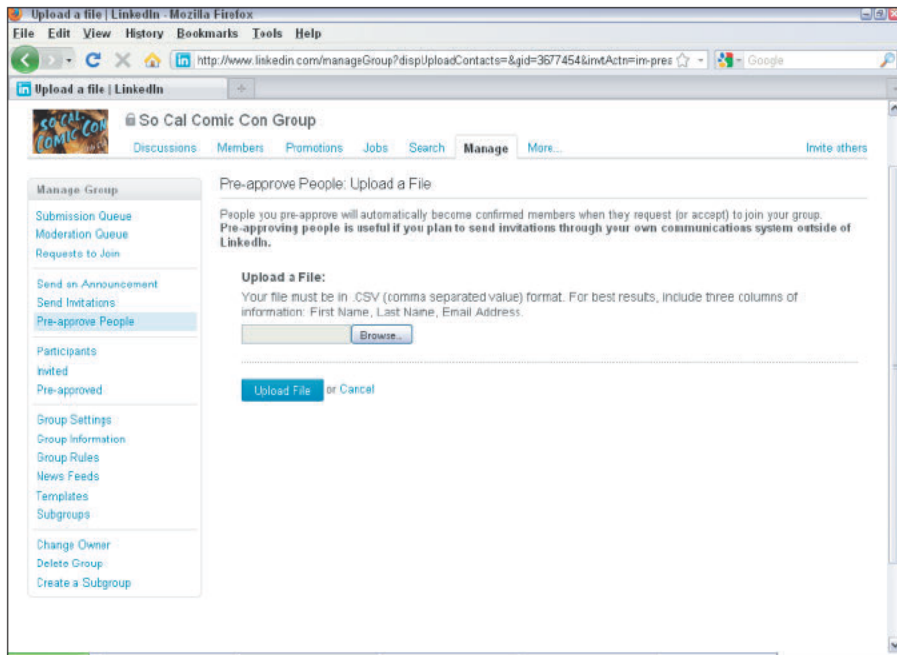 Upload a file | LinkedIn - Mozilla Firefox
File Edit View History Bookmarks Tools Help
http://www.linkedin.com/manageGroup?dispUploadContacts=&gid=3677454&invtActn=im-prea
Google
Upload a file | LinkedIn
SO CAL COMIC CON
So Cal Comic Con Group
Discussions Members Promotions Jobs Search Manage More... Invite others
Manage Group
Pre-approve People: Upload a File
Submission Queue
Moderation Queue
Requests to Join
People you pre-approve will automatically become confirmed members when they request (or accept) to join your group.
Pre-approving people is useful if you plan to send invitations through your own communications system outside of
LinkedIn.
Send an Announcement
Send Invitations
Pre-approve People
Upload a File:
Your file must be in .CSV (comma separated value) format. For best results, include three columns of
information: First Name, Last Name, Email Address.
Browse..
Participants
Invited
Pre-approved
Upload File or Cancel
Group Settings
Group Information
Group Rules
News Feeds
Templates
Subgroups
Change Owner
Delete Group
Create a Subgroup